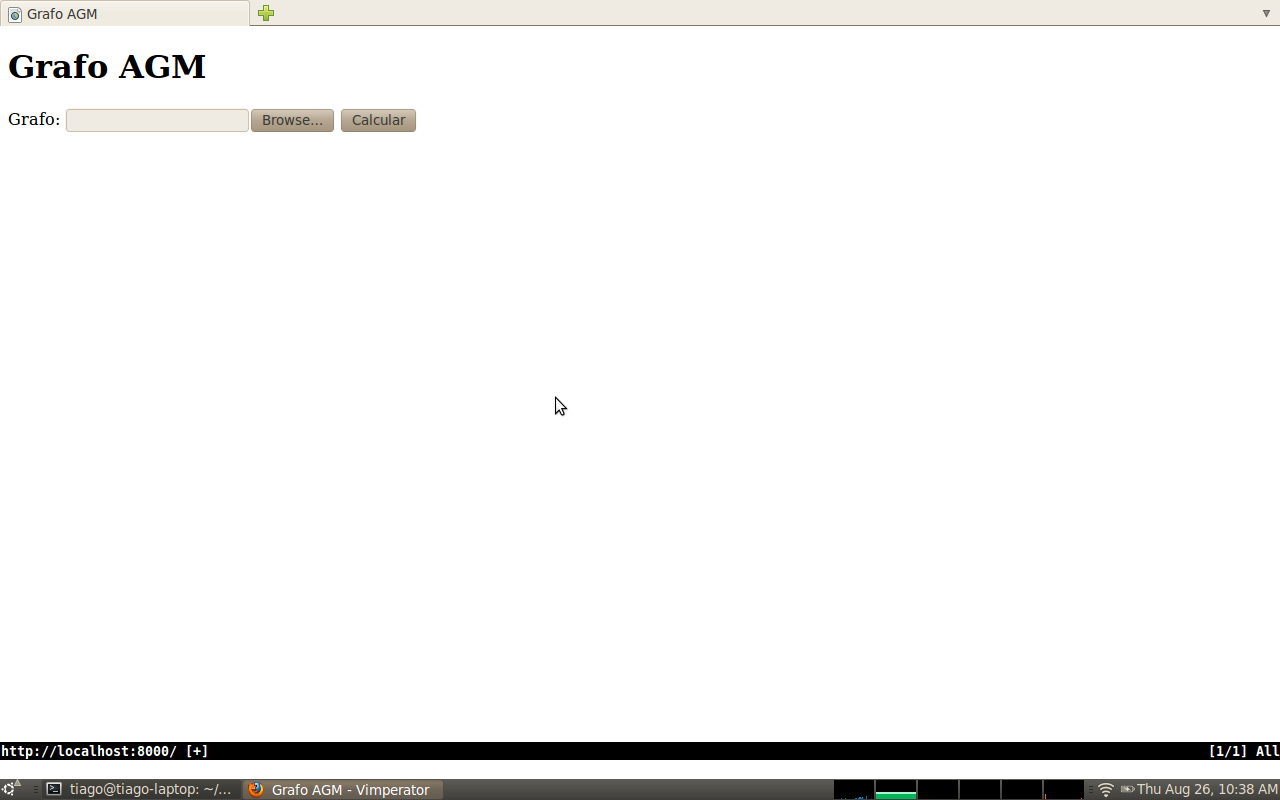 Grafo AGM
Grafo AGM
Grafo: Browse... Calcular
http://localhost:8000/ [+] [1/1] All
tiago@tiago-laptop: ~/... Grafo AGM - Vimperator Thu Aug 26, 10:38 AM